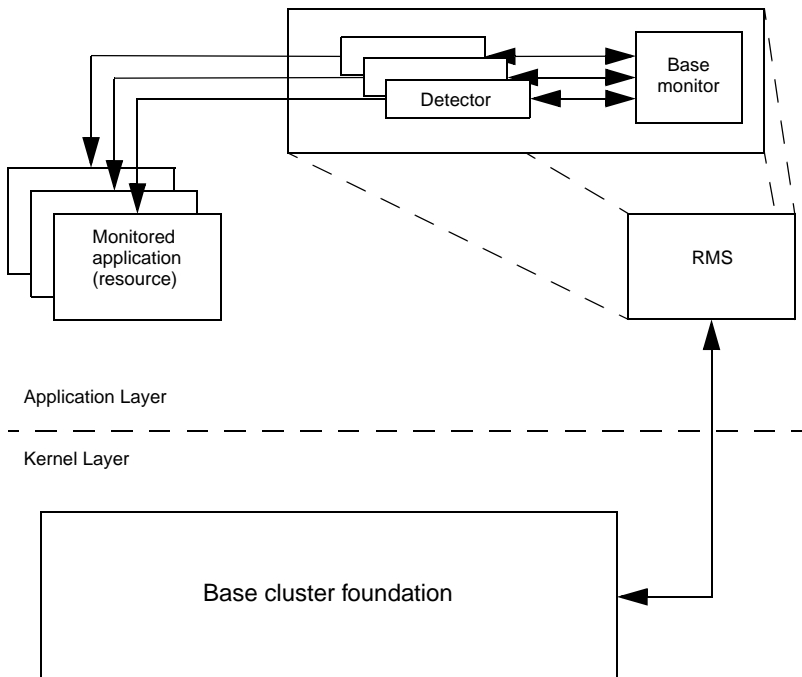 Detector
Base
monitor
Monitored
application
(resource)
RMS
Application Layer
Kernel Layer
Base cluster foundation